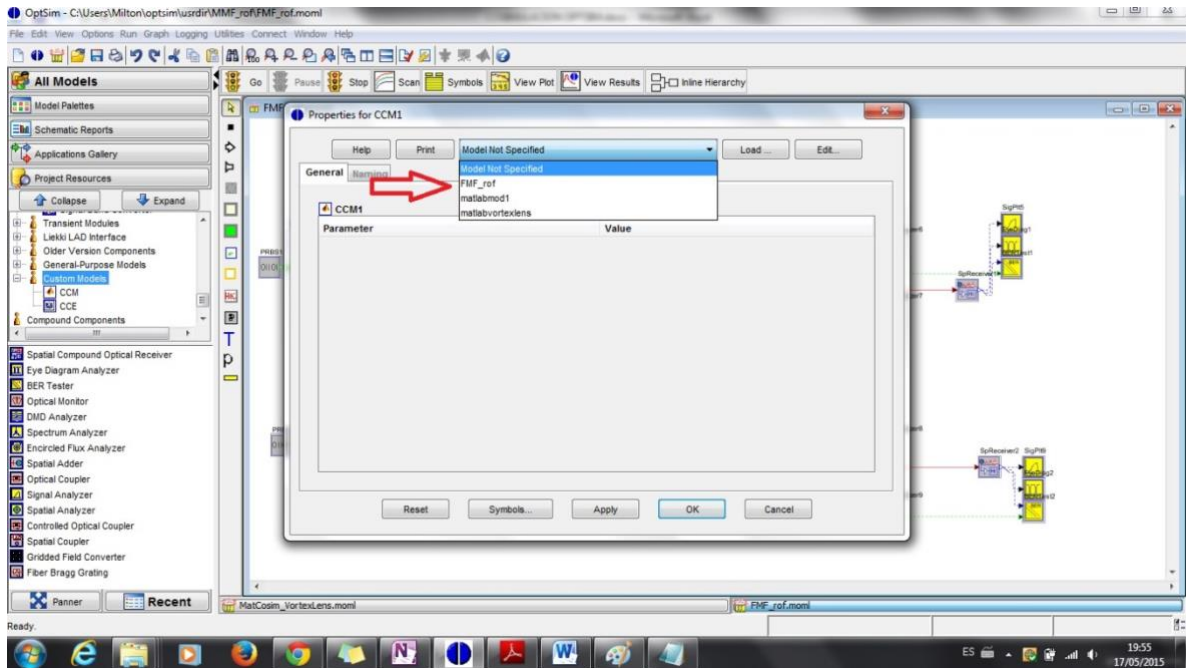 OptSim - C:\Users\Milton\optsim\usrdir\MMF_rof\FMF_rof.moml
File Edit View Options Run Graph Logging Utilities Connect Window Help
All Models
Go Pause Stop Scan Symbols View Plot View Results Inline Hierarchy
Model Palettes
Schematic Reports
Applications Gallery
Project Resources
Collapse Expand
Transient Modules
Liekki LAD Interface
Older Version Components
General-Purpose Models
Custom Models
CCM
CCE
Compound Components
Spatial Compound Optical Receiver
Eye Diagram Analyzer
BER Tester
Optical Monitor
DMD Analyzer
Spectrum Analyzer
Encircled Flux Analyzer
Spatial Adder
Optical Coupler
Signal Analyzer
Spatial Analyzer
Controlled Optical Coupler
Spatial Coupler
Gridded Field Converter
Fiber Bragg Grating
Panner Recent
Properties for CCM1
Help Print Model Not Specified Load ... Edit...
Model Not Specified
FMF_rof
matlabmod1
matlabvortexlens
General Naming
CCM1
Parameter Value
Reset Symbols... Apply OK Cancel
SpReceiver2
MatCosim_VortexLens.moml FMF_rof.moml
Ready.
ES 19:55
17/05/2015